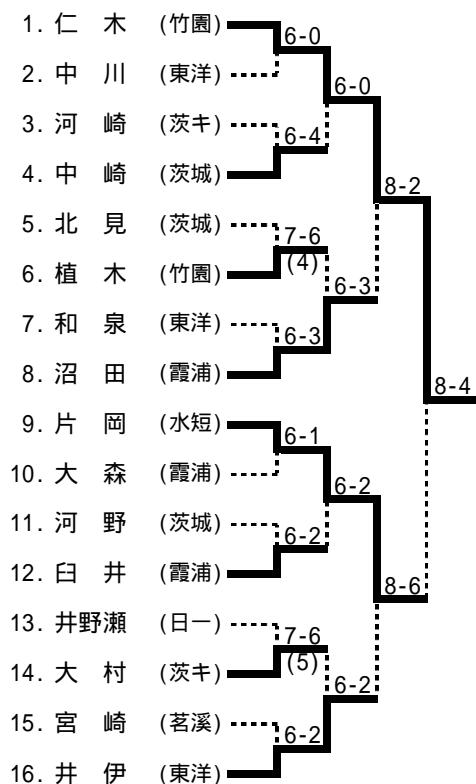 1. 仁 木 (竹園)
6-0
2. 中 川 (東洋)
6-0
3. 河 崎 (茨キ)
6-4
4. 中 崎 (茨城)
8-2
5. 北 見 (茨城)
7-6
(4)
6. 植 木 (竹園)
6-3
7. 和 泉 (東洋)
6-3
8. 沼 田 (霞浦)
8-4
9. 片 岡 (水短)
6-1
10. 大 森 (霞浦)
6-2
11. 河 野 (茨城)
6-2
12. 臼 井 (霞浦)
8-6
13. 井野瀬 (日一)
7-6
(5)
14. 大 村 (茨キ)
6-2
15. 宮 崎 (茗溪)
6-2
16. 井 伊 (東洋)